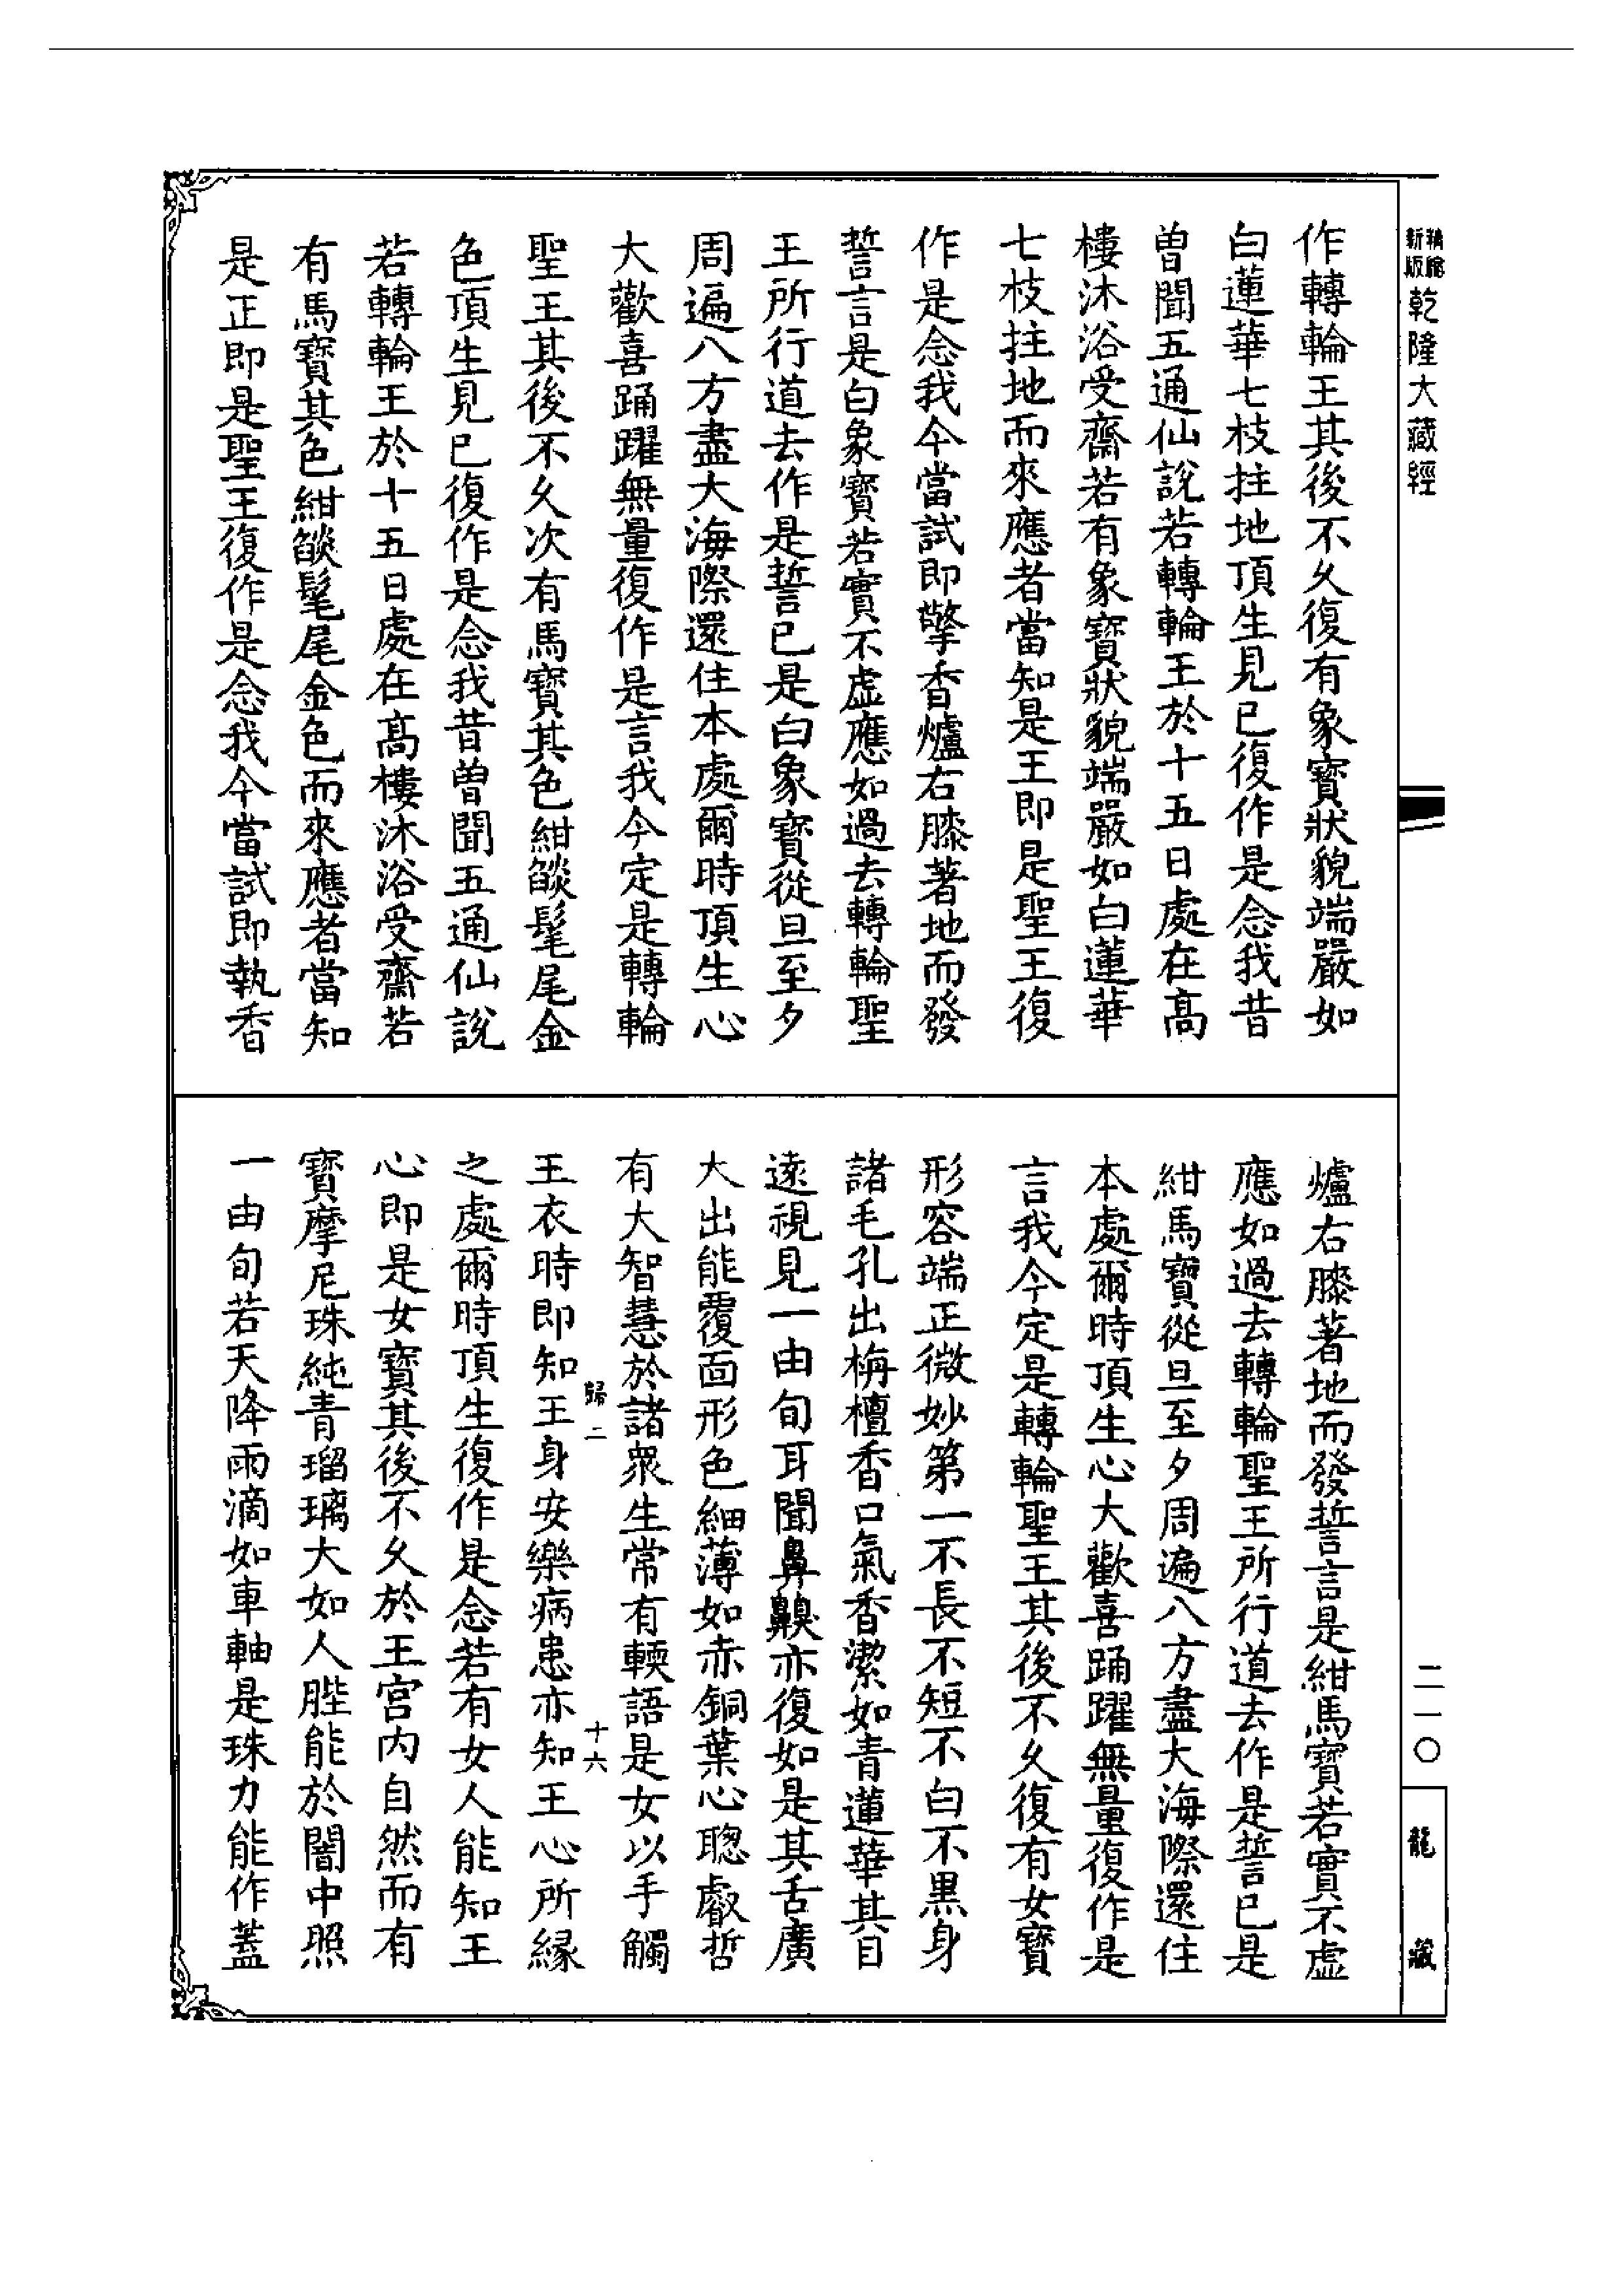 作轉輪王其後不久復有象寶狀貌端嚴如
白蓮華七枝拄地頂生見已復作是念我昔
曽聞五通仙說若轉輪王於十五日處在髙
樓沐浴受齋若有象寶狀貌端嚴如白蓮華
七枝拄地而來應者當知是王即是聖王復
作是念我今當試即擎香爐右膝著地而發
誓言是白象寶若實不虛應如過去轉輪聖
王所行道去作是誓已是白象寶從旦至夕
周遍八方盡大海際還住本處爾時頂生心
大歡喜踊躍無量復作是言我今定是轉輪
聖王其後不久次有馬寶其色紺燄髦尾金
色頂生見已復作是念我昔曽聞五通仙說
若轉輪王於十五日處在髙樓沐浴受齋若
有馬寶其色紺燄髦尾金色而來應者當知
是正即是聖王復作是念我今當試即執香
爐右膝著地而發誓言是紺馬寶若實不虛
應如過去轉輪聖王所行道去作是誓已是
紺馬寶從旦至夕周遍八方盡大海際還住
本處爾時頂生心大歡喜踊躍無量復作是
言我今定是轉輪聖王其後不久復有女寶
形容端正微妙第一不長不短不白不黒身
諸毛孔出栴檀香口氣香潔如青蓮華其目
遠視見一由旬耳聞鼻齅亦復如是其舌廣
大出能覆面形色細薄如赤銅葉心聰叡哲
有大智慧於諸衆生常有輭語是女以手觸
王衣時即知王身安樂病患亦知王心所緣
之處爾時頂生復作是念若有女人能知王
心即是女寶其後不久於王宮内自然而有
寶摩尼珠純青瑠璃大如人䏶能於闇中照
一由旬若天降雨滴如車軸是珠力能作蓋
歸二
十六
精縮
新版
乾隆大藏經
二一〇
龍藏